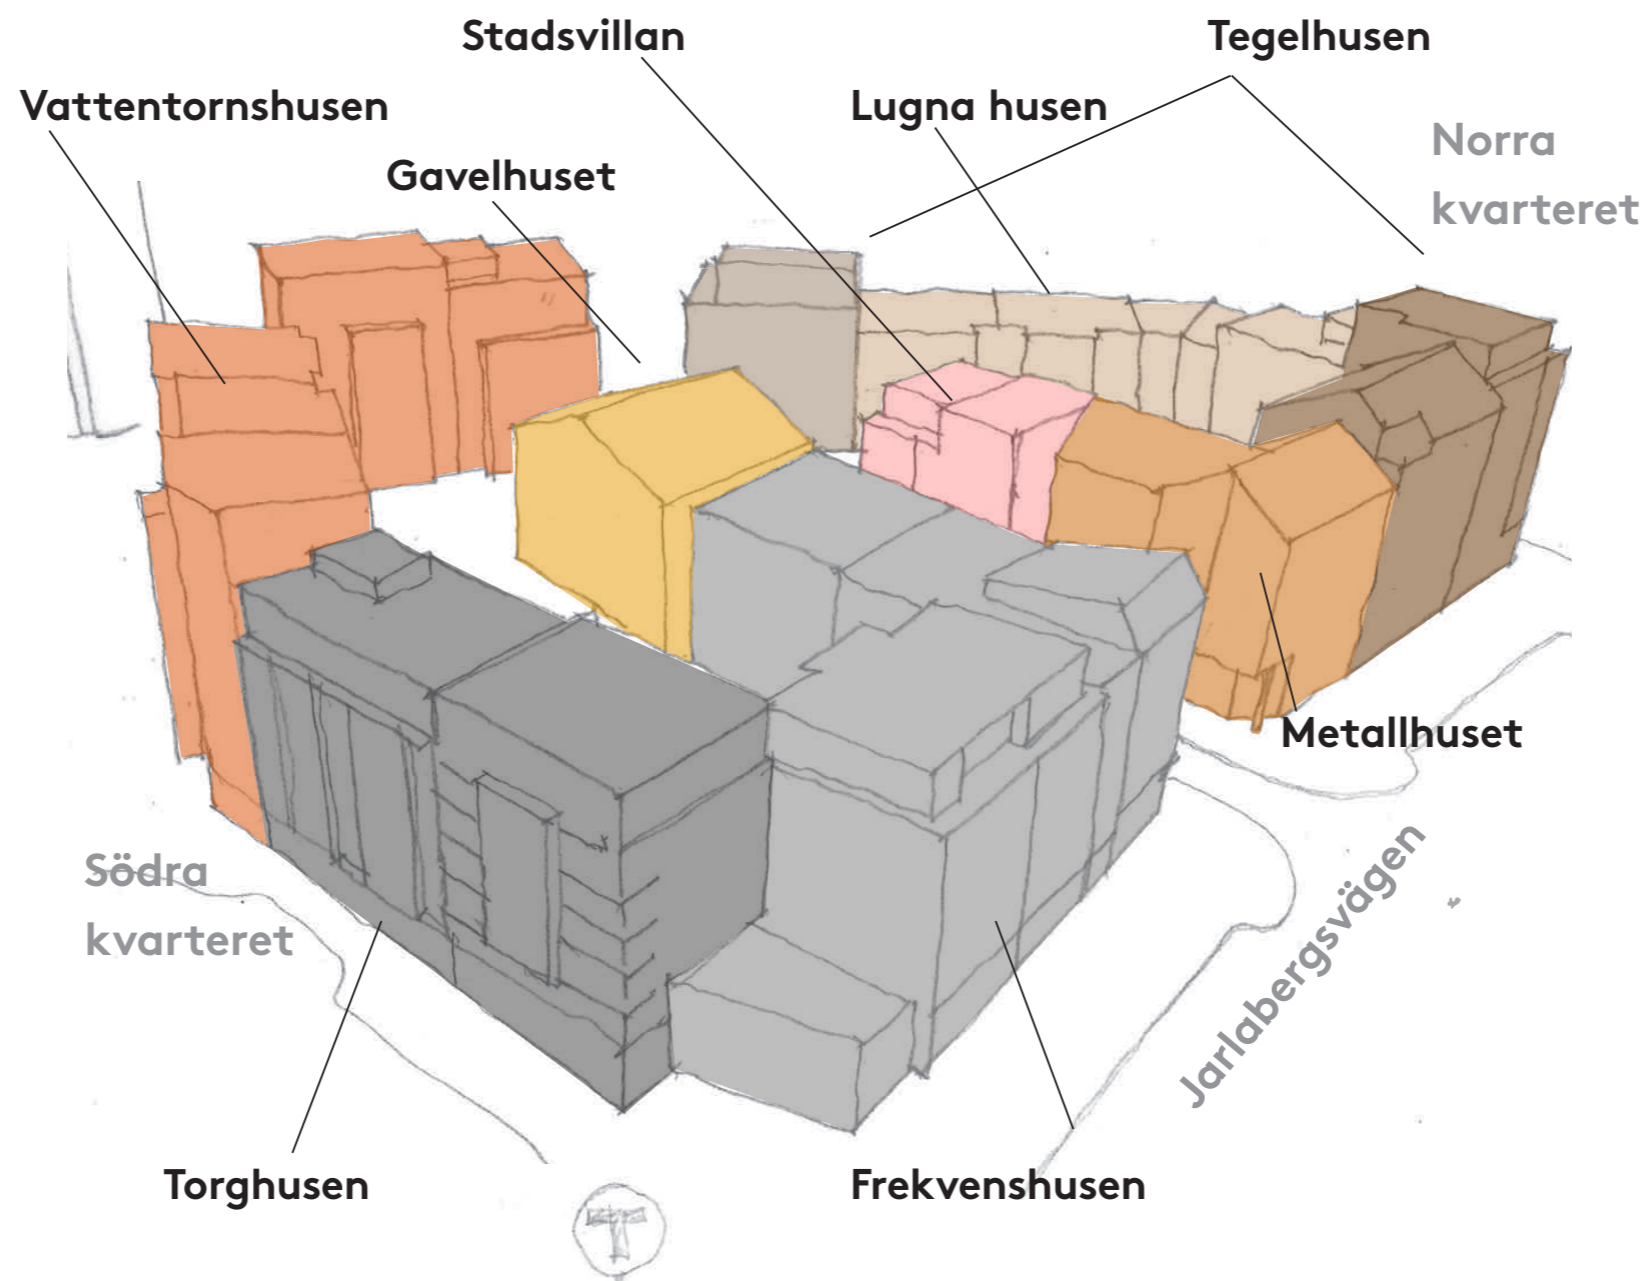 Stadsvillan
Tegelhusen
Vattentornshusen
Lugna husen
Norra
kvarteret
Gavelhuset
Metallhuset
Södra
kvarteret
Jarlabergsvägen
Torghusen
Frekvenshusen
T